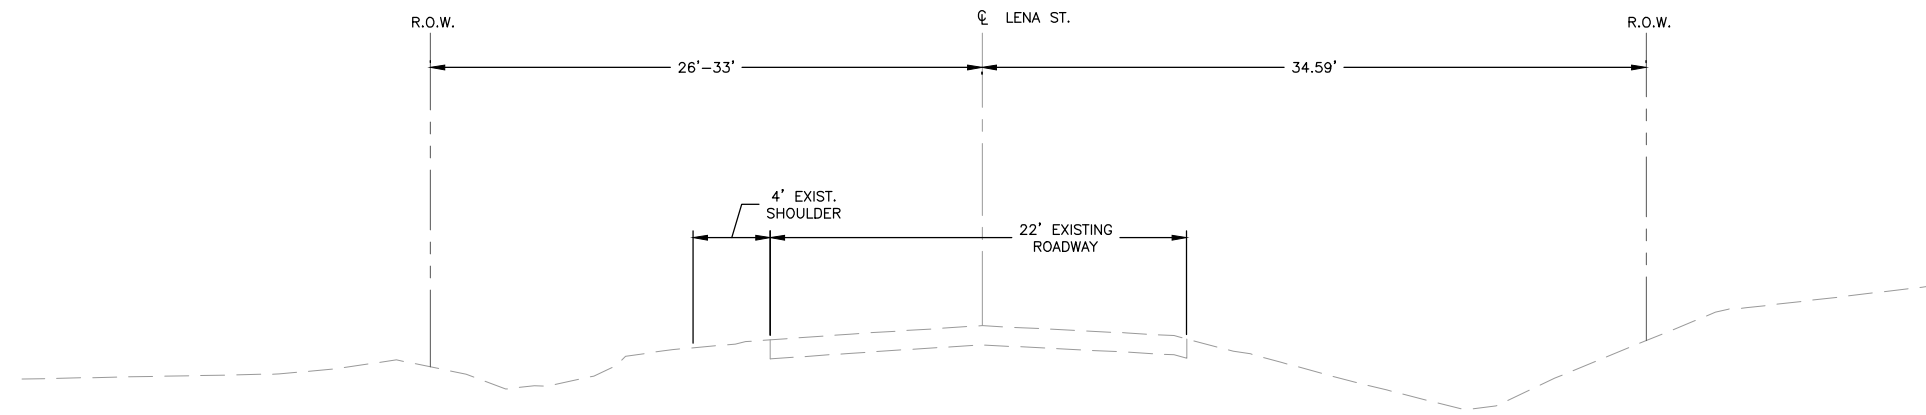 R.O.W.
℄ LENA ST.
R.O.W.
26'-33'
34.59'
4' EXIST.
SHOULDER
22' EXISTING
ROADWAY